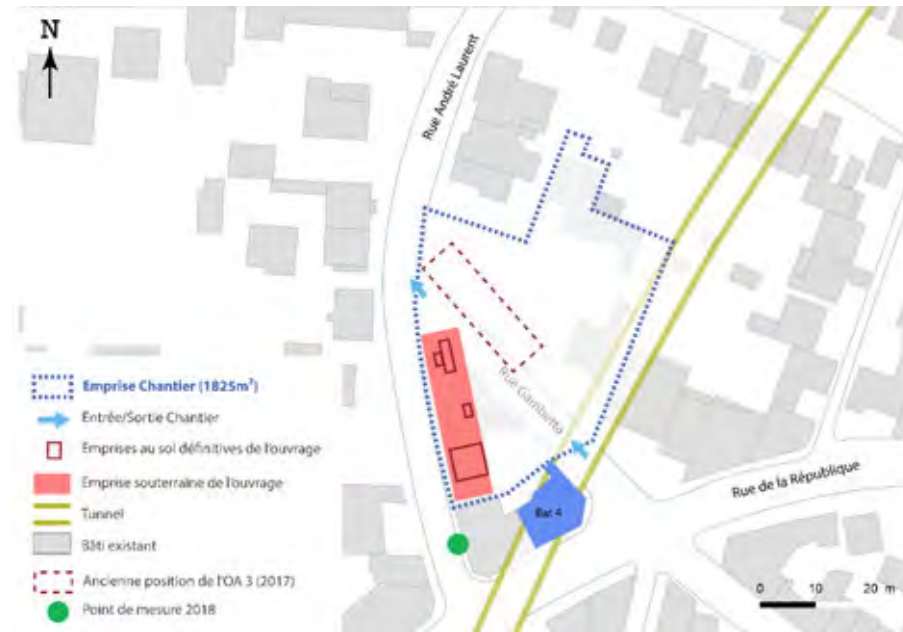 N
Rue André Laurent
Rue Gambetta
Rue de la République
Bat 4
Emprise Chantier (1825m²)
Entrée/Sortie Chantier
Emprises au sol définitives de l'ouvrage
Emprise souterraine de l'ouvrage
Tunnel
Bâti existant
Ancienne position de l'OA 3 (2017)
Point de mesure 2018
0 10 20 m